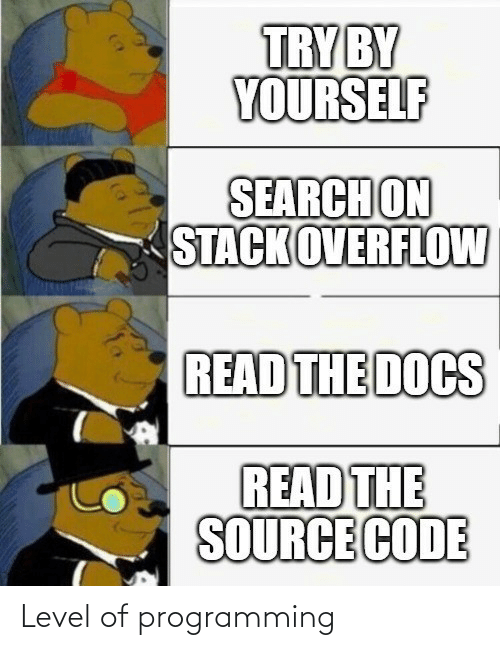 TRY BY
YOURSELF
SEARCH ON
STACK OVERFLOW
READ THE DOCS
READ THE
SOURCE CODE
Level of programming